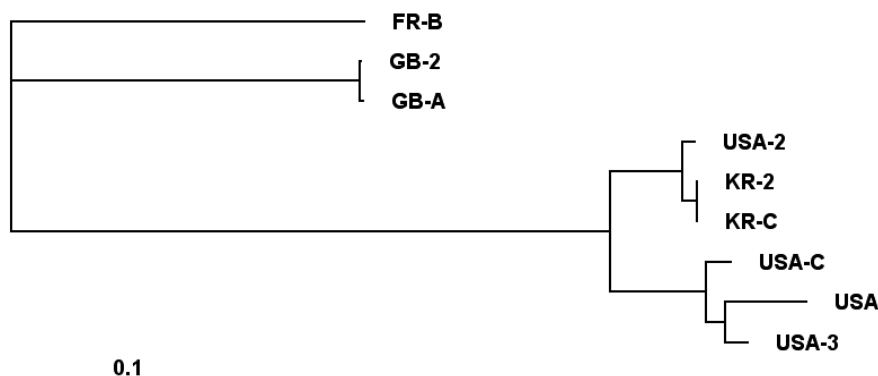 FR-B
GB-2
GB-A
USA-2
KR-2
KR-C
USA-C
USA
USA-3
0.1